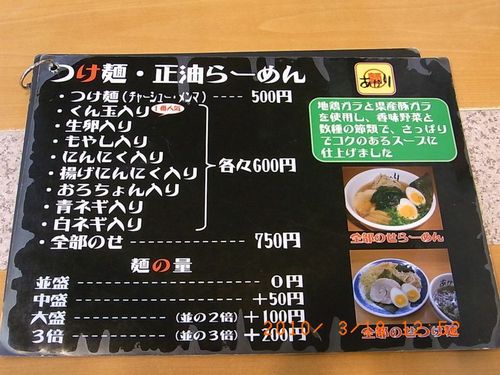 つけ麺・正油らーめん
・つけ麺(チャーシュー・メンマ) 500円
・くん玉入り 1番人気
・生卵入り
・もやし入り
・にんにく入り
・揚げにんにく入り
・おろちょん入り
・青ネギ入り
・白ネギ入り
各々600円
・全部のせ 750円
麺の量
並盛 0円
中盛 +50円
大盛 (並の2倍) +100円
3倍 (並の3倍) +200円
地鶏ガラと県産豚ガラ
を使用し、香味野菜と
数種の節類で、さっぱり
でコクのあるスープに
仕上げました
全部のせらーめん
全部のせつけ麺
2010/ 3/18 12:52